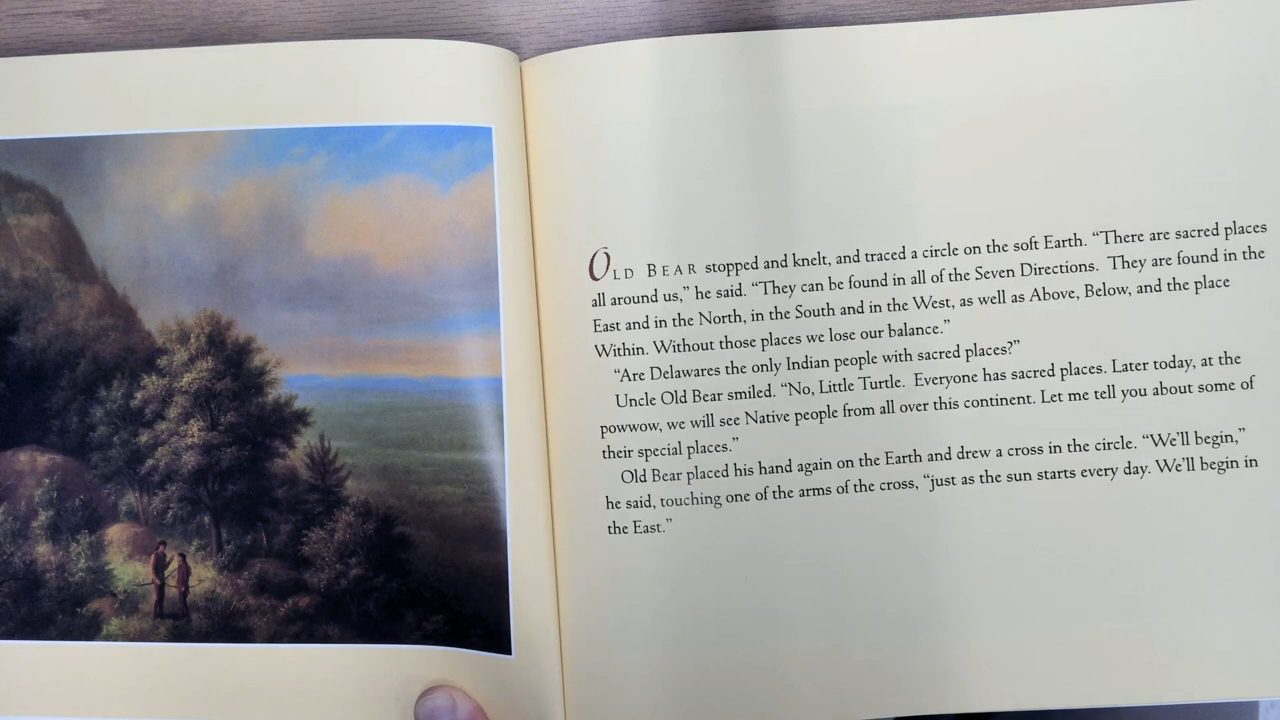 OLD BEAR stopped and knelt, and traced a circle on the soft Earth. “There are sacred places
all around us,” he said. “They can be found in all of the Seven Directions. They are found in the
East and in the North, in the South and in the West, as well as Above, Below, and the place
Within. Without those places we lose our balance.”
“Are Delawares the only Indian people with sacred places?”
Uncle Old Bear smiled. “No, Little Turtle. Everyone has sacred places. Later today, at the
powwow, we will see Native people from all over this continent. Let me tell you about some of
their special places.”
Old Bear placed his hand again on the Earth and drew a cross in the circle. “We’ll begin,”
he said, touching one of the arms of the cross, “just as the sun starts every day. We’ll begin in
the East.”